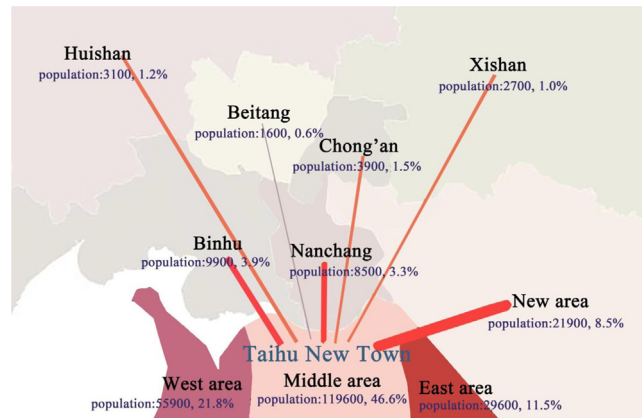 Huishan
population:3100, 1.2%
Xishan
population:2700, 1.0%
Beitang
population:1600, 0.6%
Chong’an
population:3900, 1.5%
Binhu
population:9900, 3.9%
Nanchang
population:8500, 3.3%
New area
population:21900, 8.5%
Taihu New Town
West area
population:55900, 21.8%
Middle area
population:119600, 46.6%
East area
population:29600, 11.5%